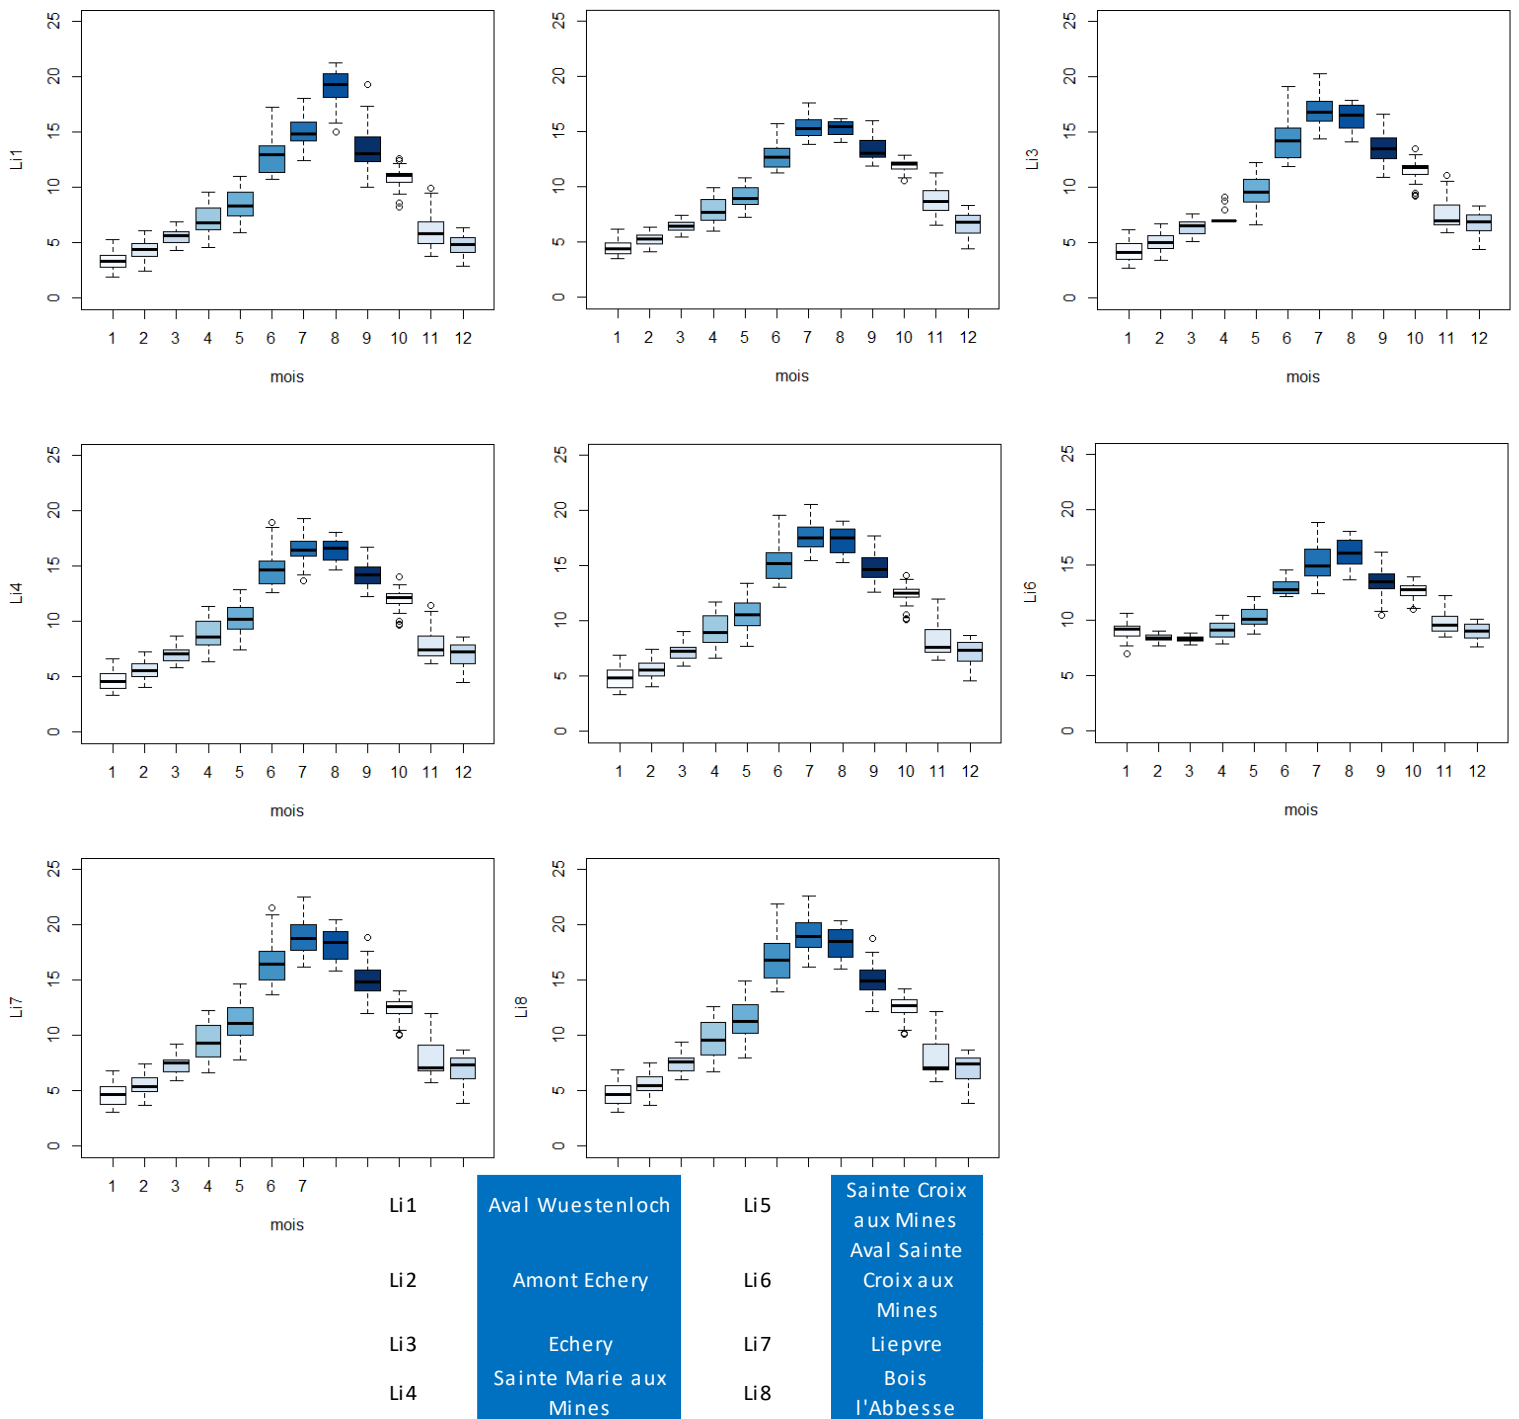 Li1
25
20
15
10
5
0
1 2 3 4 5 6 7 8 9 10 11 12
mois
25
20
15
10
5
0
1 2 3 4 5 6 7 8 9 10 11 12
mois
Li3
25
20
15
10
5
0
1 2 3 4 5 6 7 8 9 10 11 12
mois
Li4
25
20
15
10
5
0
1 2 3 4 5 6 7 8 9 10 11 12
mois
25
20
15
10
5
0
1 2 3 4 5 6 7 8 9 10 11 12
Li6
25
20
15
10
5
0
1 2 3 4 5 6 7 8 9 10 11 12
mois
Li7
25
20
15
10
5
0
1 2 3 4 5 6 7
mois
Li8
25
20
15
10
5
0
Li1 Aval Wuestenloch Li5 Sainte Croix
aux Mines
Li2 Amont Echery Li6 Aval Sainte
Croix aux
Mines
Li3 Echery Li7 Liepvre
Li4 Sainte Marie aux
Mines
Li8 Bois
l'Abbesse